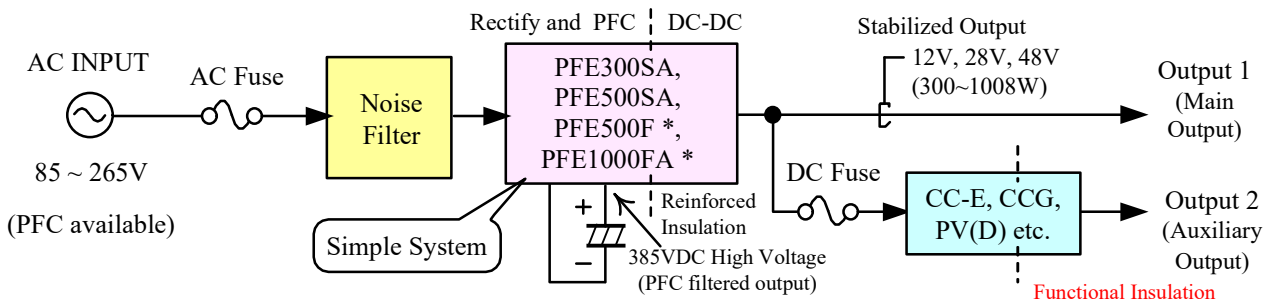 Rectify and PFC
DC-DC
Stabilized Output
12V, 28V, 48V
(300~1008W)
AC INPUT
AC Fuse
Noise
Filter
PFE300SA,
PFE500SA,
PFE500F *,
PFE1000FA *
Output 1
(Main
Output)
85 ~ 265V
(PFC available)
Simple System
+
−
Reinforced
Insulation
385VDC High Voltage
(PFC filtered output)
DC Fuse
CC-E, CCG,
PV(D) etc.
Output 2
(Auxiliary
Output)
Functional Insulation